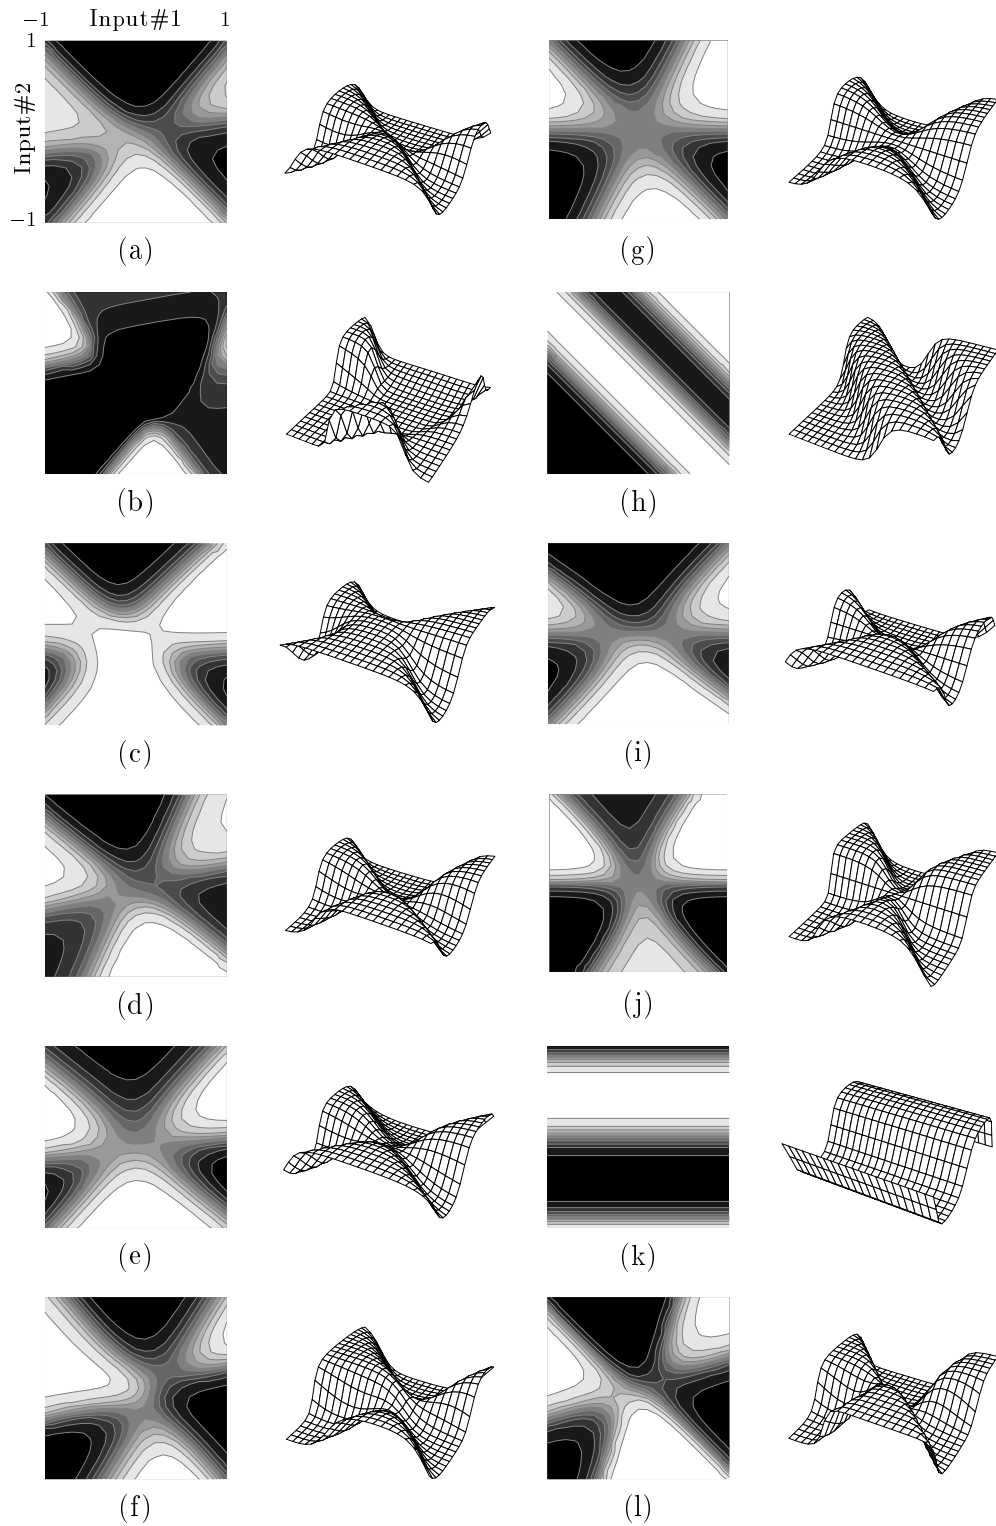 −1 Input#1 1
1
Input#2
−1
(a)
(g)
(b)
(h)
(c)
(i)
(d)
(j)
(e)
(k)
(f)
(l)